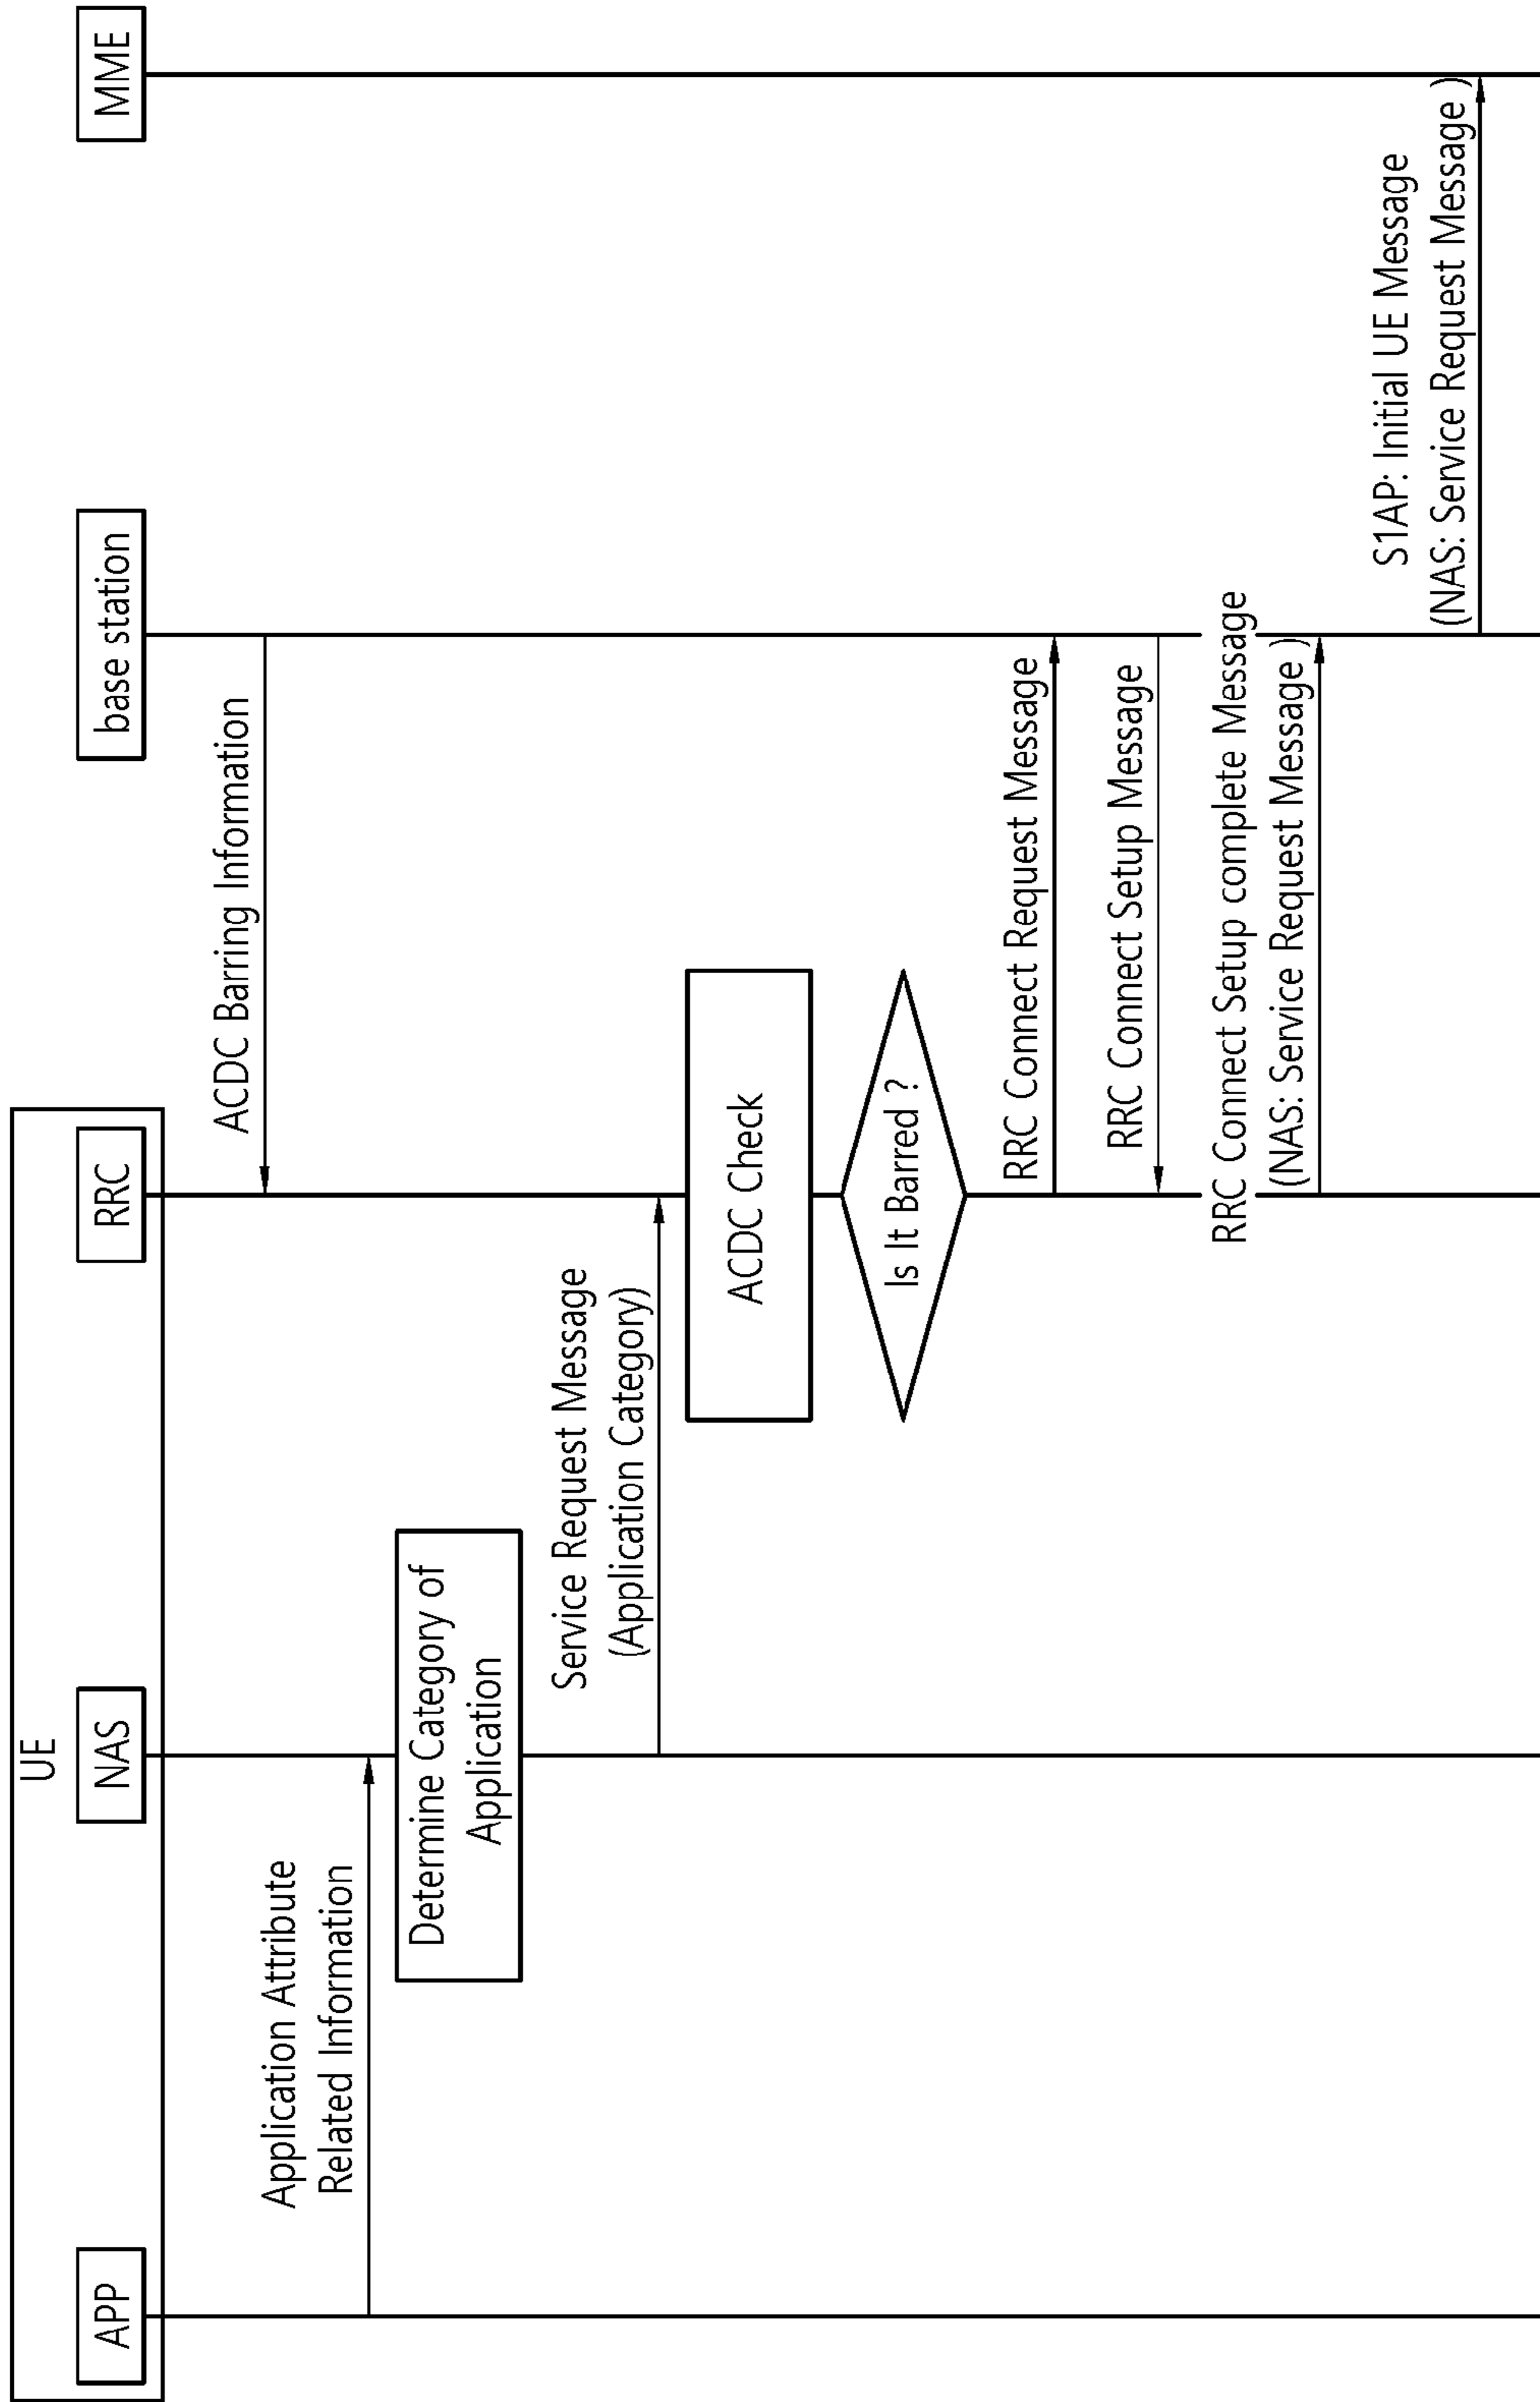 UE
APP
NAS
RRC
base station
MME
ACDC Barring Information
Application Attribute
Related Information
Determine Category of
Application
Service Request Message
(Application Category)
ACDC Check
Is It Barred ?
RRC Connect Request Message
RRC Connect Setup Message
RRC Connect Setup complete Message
(NAS: Service Request Message )
S1AP: Initial UE Message
(NAS: Service Request Message )